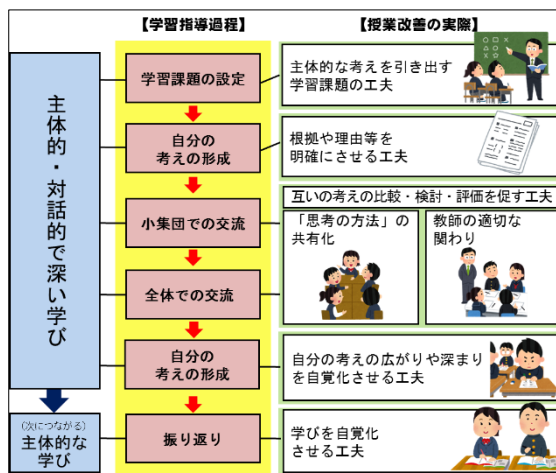 【学習指導過程】
【授業改善の実際】
主体的・対話的で深い学び
(次につながる)
主体的な
学び
学習課題の設定
自分の
考えの形成
小集団での交流
全体での交流
自分の
考えの形成
振り返り
主体的な考えを引き出す
学習課題の工夫
根拠や理由等を
明確にさせる工夫
互いの考えの比較・検討・評価を促す工夫
「思考の方法」の
共有化
教師の適切な
関わり
自分の考えの広がりや深まり
を自覚化させる工夫
学びを自覚化
させる工夫